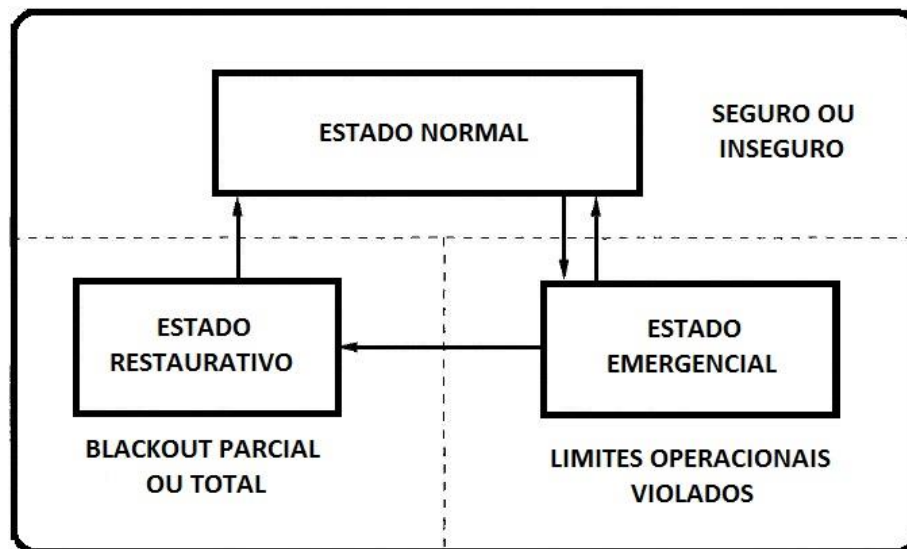 ESTADO NORMAL
SEGURO OU
INSEGURO
ESTADO
RESTAURATIVO
ESTADO
EMERGENCIAL
BLACKOUT PARCIAL
OU TOTAL
LIMITES OPERACIONAIS
VIOLADOS